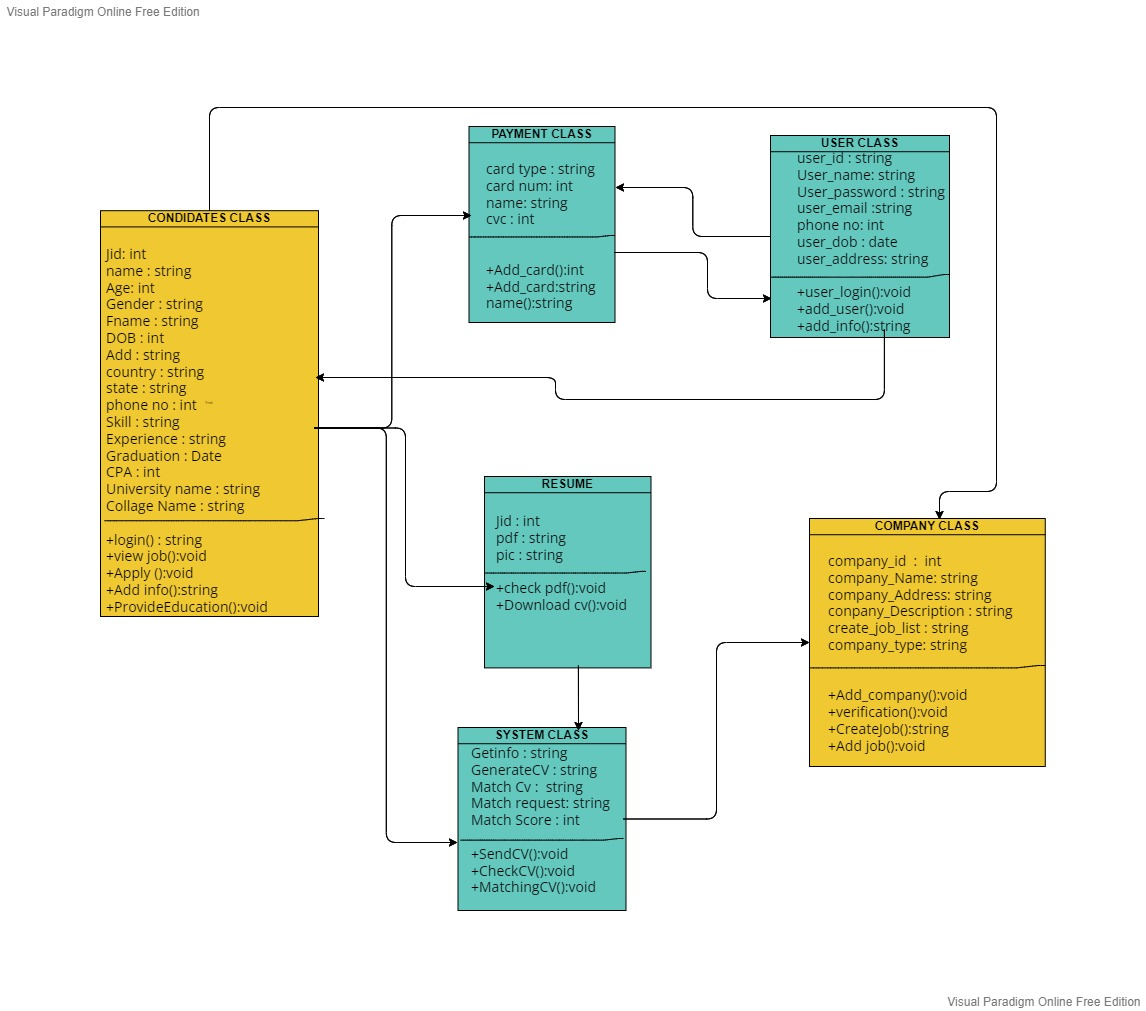 Visual Paradigm Online Free Edition
PAYMENT CLASS
card type : string
card num: int
name: string
cvc : int
+Add_card():int
+Add_card:string
name():string
USER CLASS
user_id : string
User_name: string
User_password : string
user_email :string
phone no: int
user_dob : date
user_address: string
+user_login():void
+add_user():void
+add_info():string
CONDIDATES CLASS
Jid: int
name : string
Age: int
Gender : string
Fname : string
DOB : int
Add : string
country : string
state : string
phone no : int
Skill : string
Experience : string
Graduation : Date
CPA : int
University name : string
Collage Name : string
+login() : string
+view job():void
+Apply ():void
+Add info():string
+ProvideEducation():void
RESUME
Jid : int
pdf : string
pic : string
+check pdf():void
+Download cv():void
COMPANY CLASS
company_id : int
company_Name: string
company_Address: string
conpany_Description : string
create_job_list : string
company_type: string
+Add_company():void
+verification():void
+CreateJob():string
+Add job():void
SYSTEM CLASS
Getinfo : string
GenerateCV : string
Match Cv : string
Match request: string
Match Score : int
+SendCV():void
+CheckCV():void
+MatchingCV():void
Visual Paradigm Online Free Edition